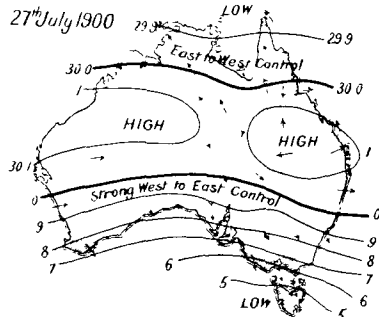 27th July 1900
LOW
29.9
29.9
East to West Control
30.0
30.0
1
HIGH
HIGH
1
30.1
0
Strong West to East Control
0
9
9
8
8
7
7
6
6
5
5
LOW